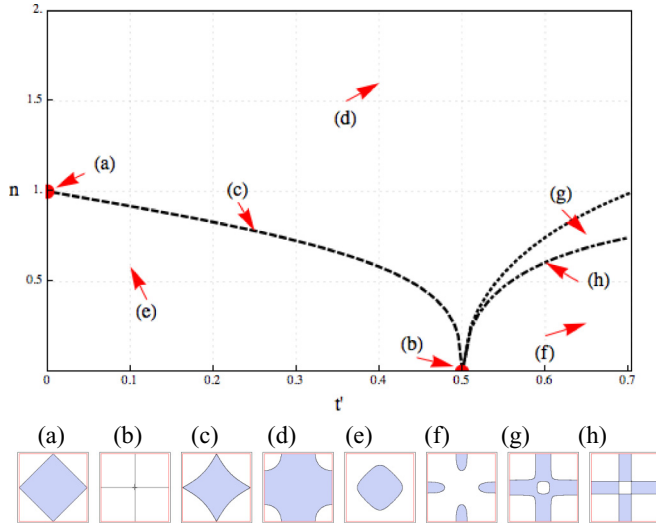 2.
1.5
(d)
(a)
n
1.
(c)
(g)
0.5
(e)
(h)
(b)
(f)
0
0.1
0.2
0.3
0.4
0.5
0.6
0.7
t'
(a) (b) (c) (d) (e) (f) (g) (h)